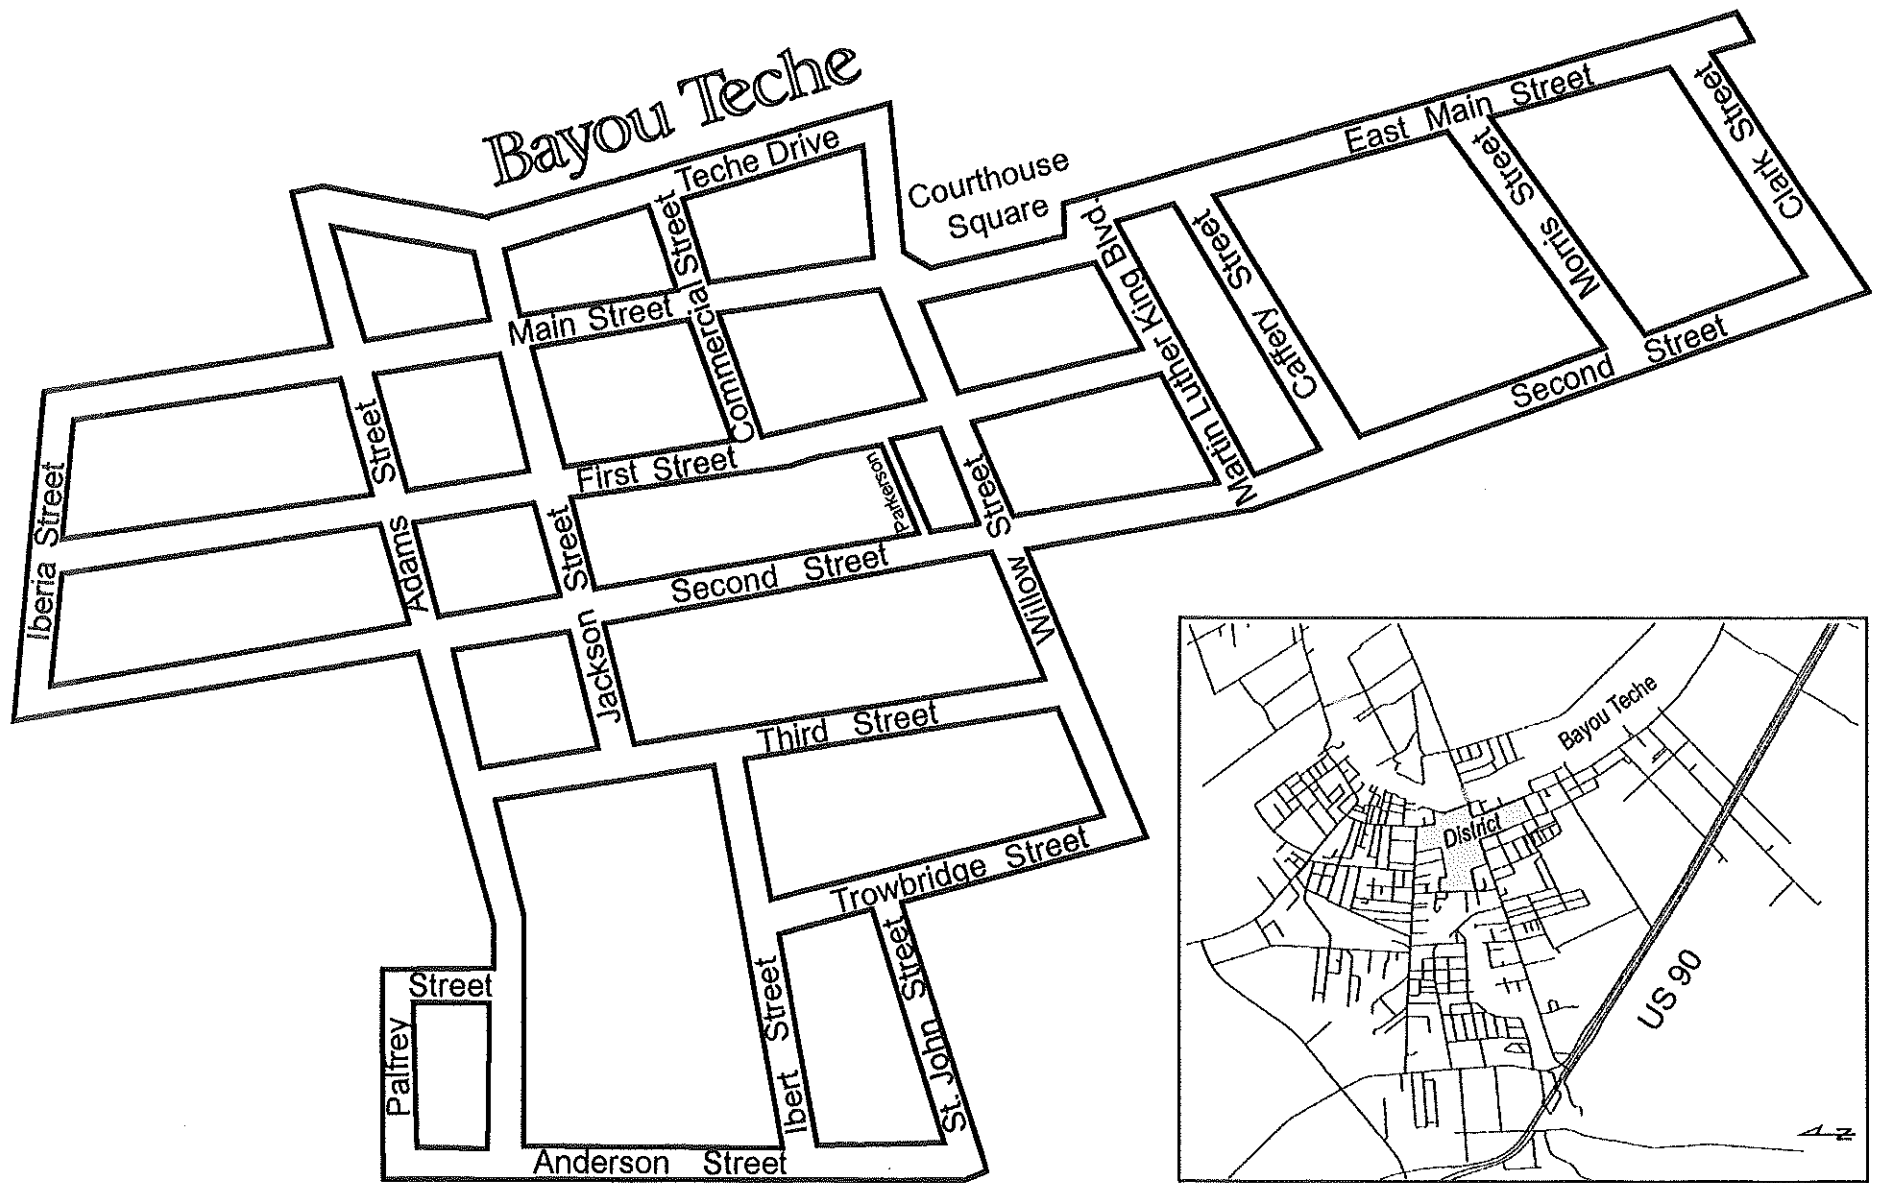 Bayou Teche
Teche Drive
Courthouse
Square
East Main Street
Clark Street
Morris Street
Caffery Street
Martin Luther King Blvd.
Commercial Street
Main Street
First Street
Parkerson
Second Street
Second Street
Iberia Street
Adams Street
Jackson Street
Willow Street
Third Street
Trowbridge Street
Palfrey Street
Ibert Street
St. John Street
Anderson Street
Bayou Teche
District
US 90
N